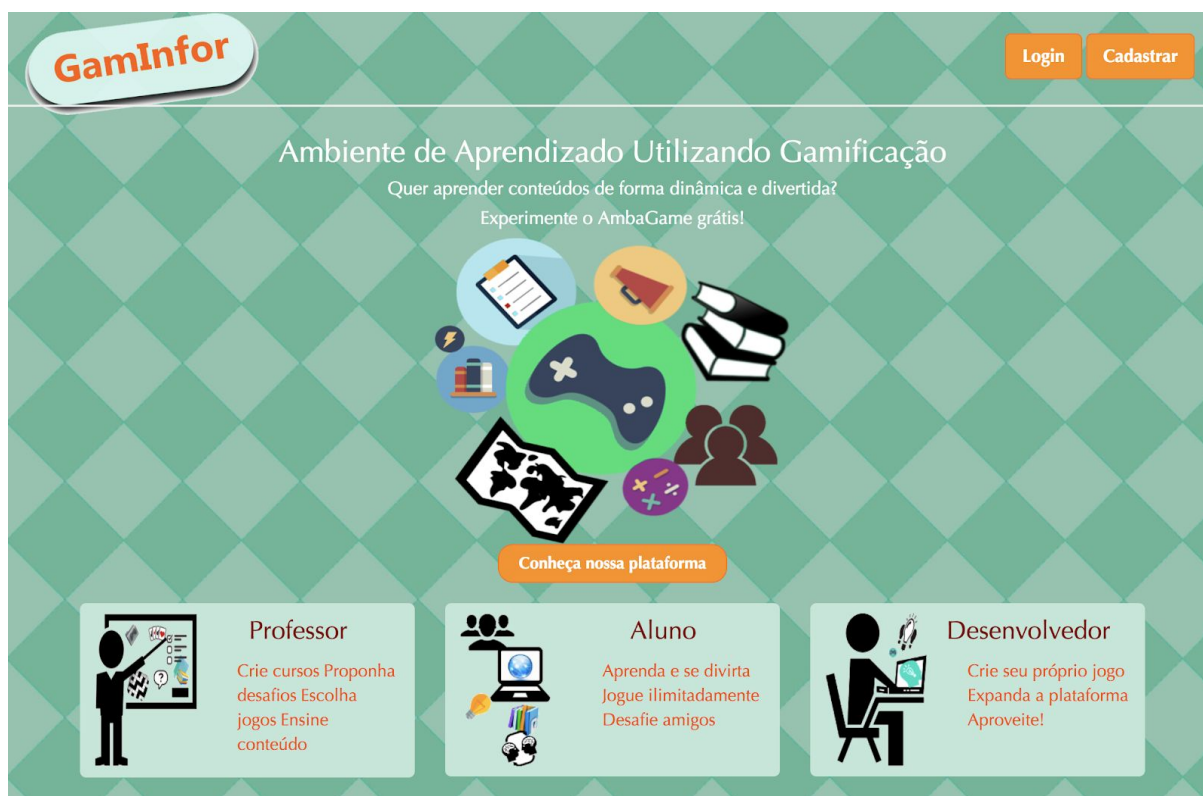 GamInfor
Login
Cadastrar
Ambiente de Aprendizado Utilizando Gamificação
Quer aprender conteúdos de forma dinâmica e divertida?
Experimente o AmbaGame grátis!
Conheça nossa plataforma
Professor
Crie cursos Proponha
desafios Escolha
jogos Ensine
conteúdo
Aluno
Aprenda e se divirta
Jogue ilimitadamente
Desafie amigos
Desenvolvedor
Crie seu próprio jogo
Expanda a plataforma
Aproveite!